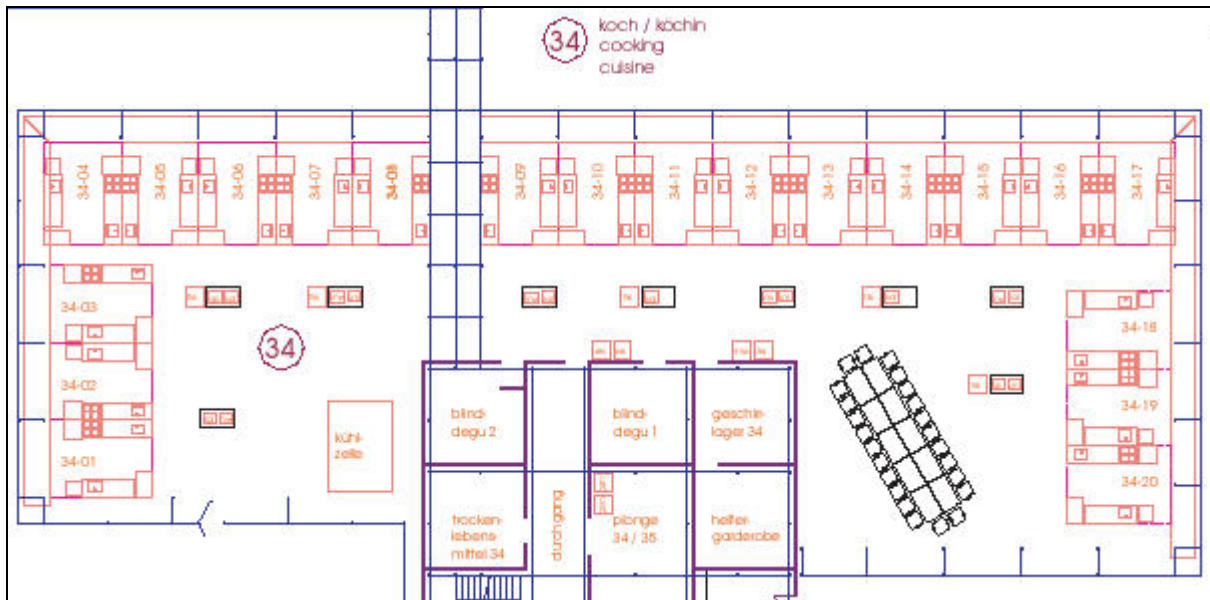 34
koch / köchin
cooking
cuisine
34-04
34-05
34-06
34-07
34-08
34-09
34-10
34-11
34-12
34-13
34-14
34-15
34-16
34-17
34-03
34-02
34-01
34
kühl-
zelle
blind-
degu 2
blind-
degu 1
geschirr-
lager 34
trocken-
lebens-
mittel 34
durchgang
plonge
34 / 35
helfer-
garderobe
34-18
34-19
34-20